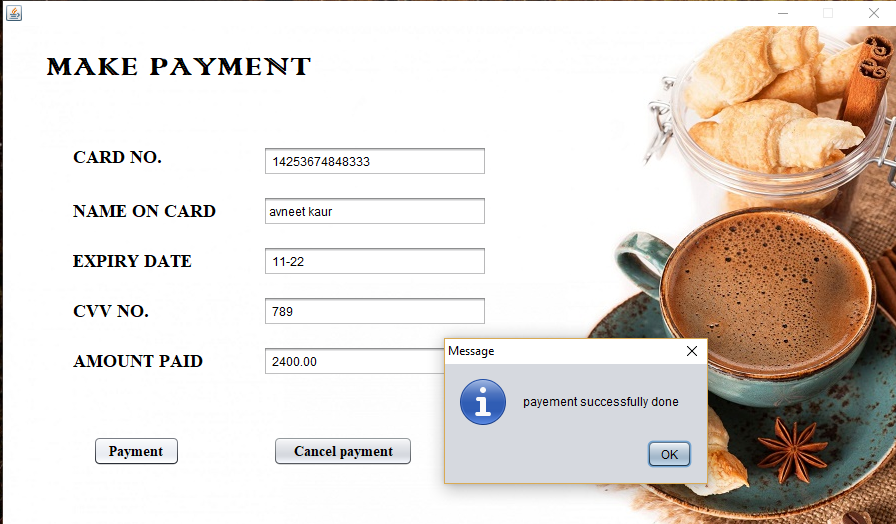 MAKE PAYMENT
CARD NO.
14253674848333
NAME ON CARD
avneet kaur
EXPIRY DATE
11-22
CVV NO.
789
AMOUNT PAID
2400.00
Message
payement successfully done
OK
Payment
Cancel payment